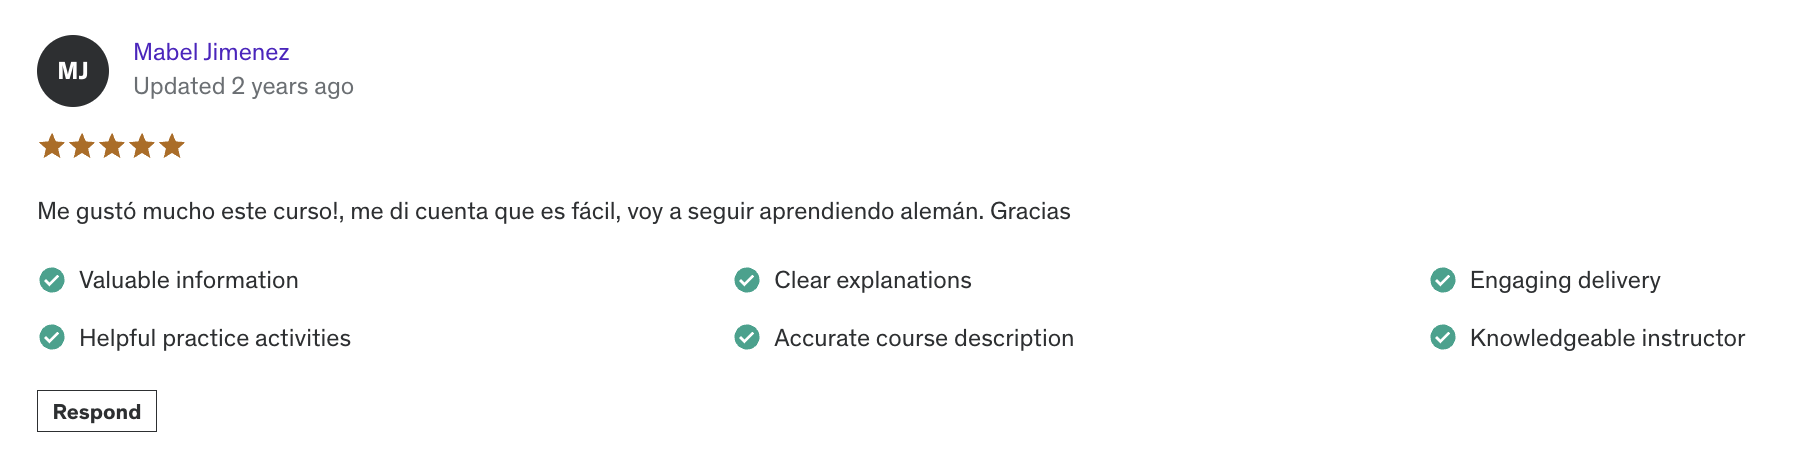 MJ
Mabel Jimenez
Updated 2 years ago
Me gustó mucho este curso!, me di cuenta que es fácil, voy a seguir aprendiendo alemán. Gracias
Valuable information
Clear explanations
Engaging delivery
Helpful practice activities
Accurate course description
Knowledgeable instructor
Respond